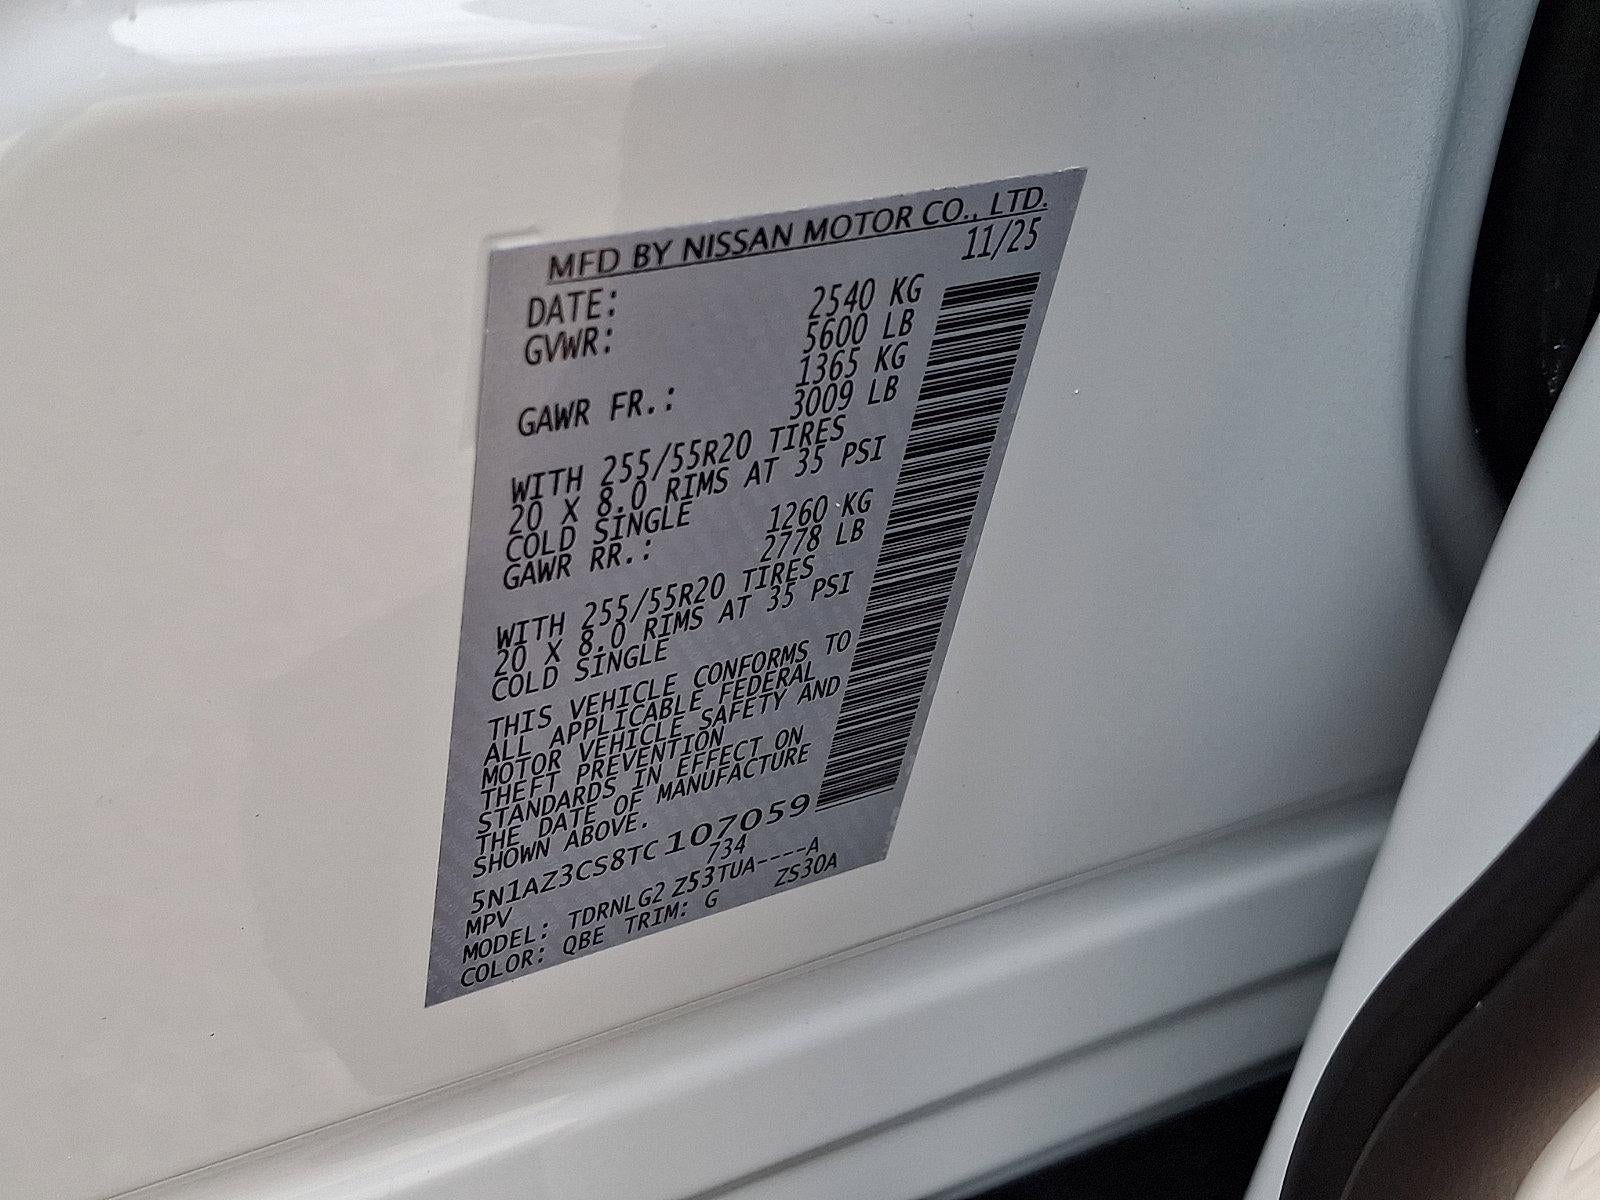 MFD BY NISSAN MOTOR CO., LTD.
DATE: 11/25
GVWR: 2540 KG
5600 LB
GAWR FR.: 1365 KG
3009 LB
WITH 255/55R20 TIRES
20 X 8.0 RIMS AT 35 PSI
COLD SINGLE
GAWR RR.: 1260 KG
2778 LB
WITH 255/55R20 TIRES
20 X 8.0 RIMS AT 35 PSI
COLD SINGLE
THIS VEHICLE CONFORMS TO
ALL APPLICABLE FEDERAL
MOTOR VEHICLE SAFETY AND
THEFT PREVENTION
STANDARDS IN EFFECT ON
THE DATE OF MANUFACTURE
SHOWN ABOVE.
5N1AZ3CS8TC107059
MPV 734
MODEL: TDRNLG2 Z53TUA----A
COLOR: QBE TRIM: G ZS30A